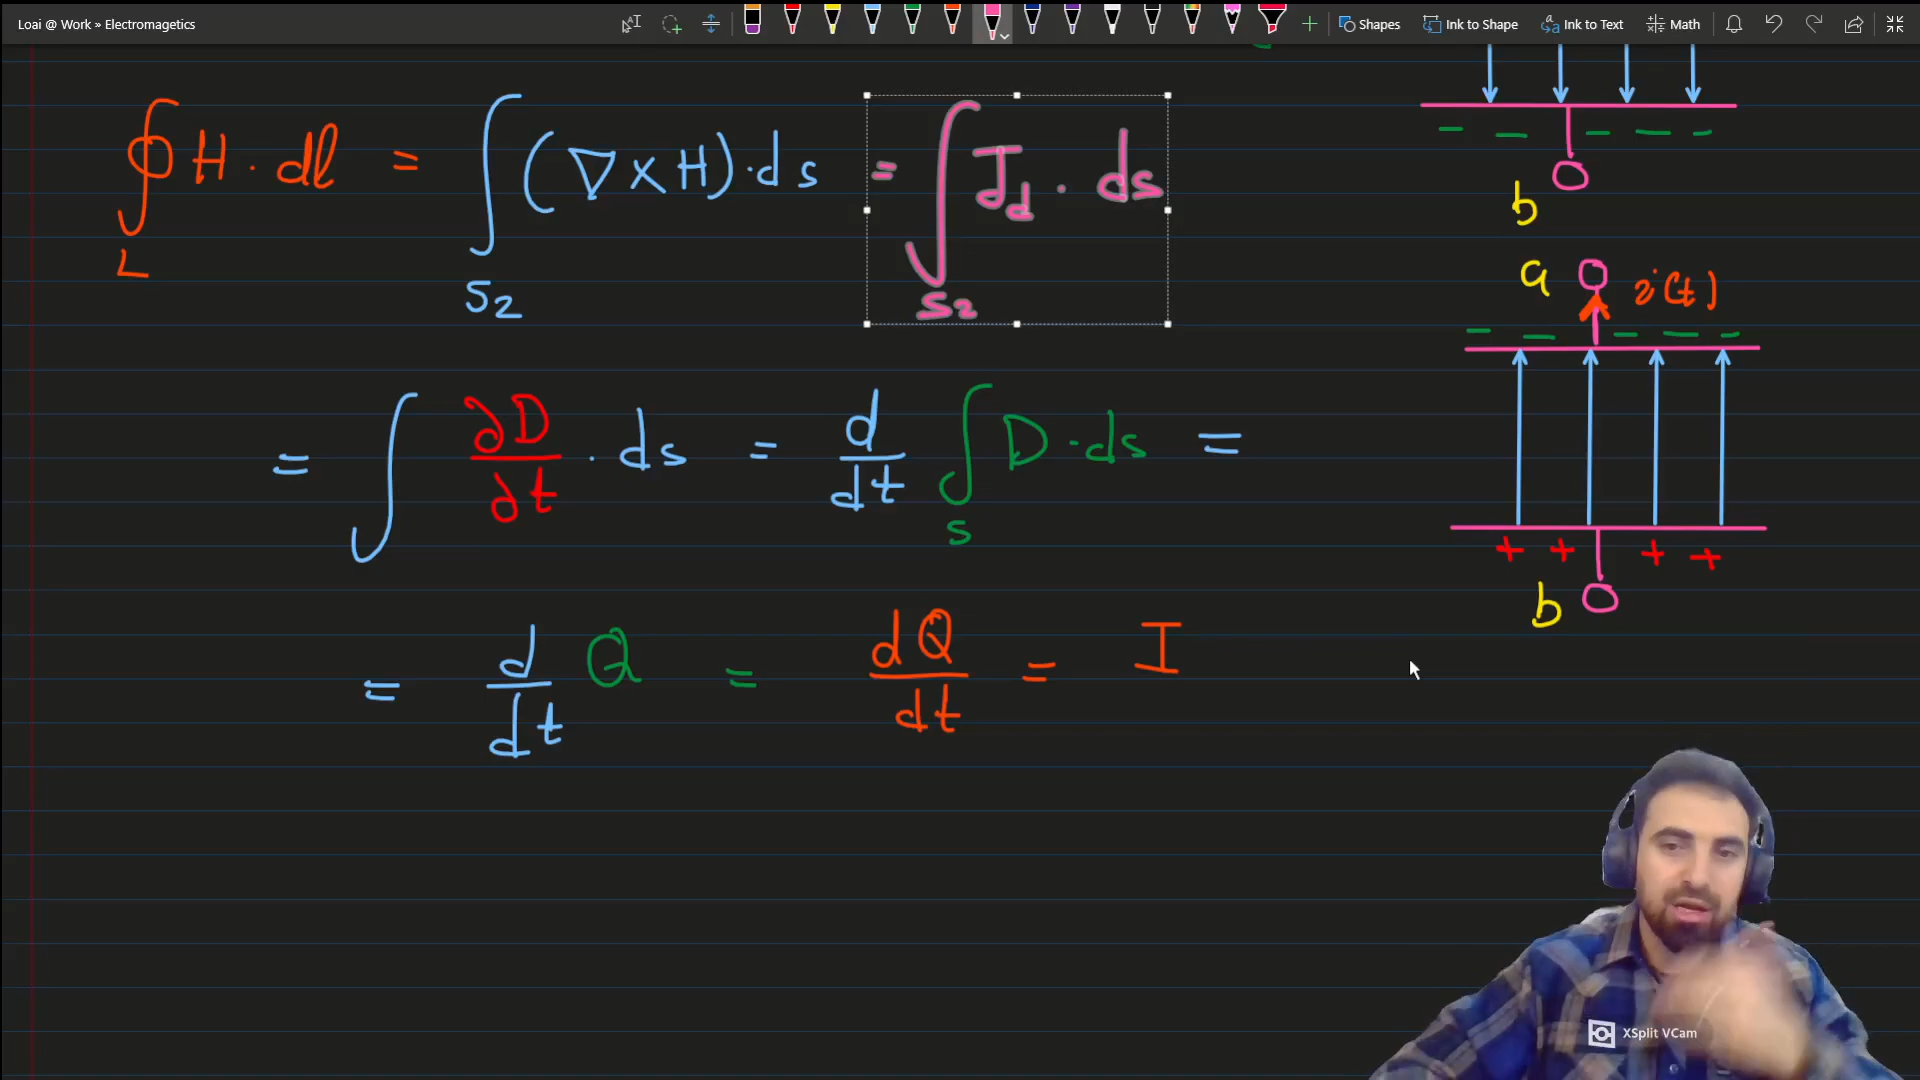 Loai @ Work » Electromagetics
Shapes
Ink to Shape
Ink to Text
Math
∮ H · dl = ∫ (∇ x H) · ds = ∫ J_d · ds
L
S2
S2
b
a
i(t)
= ∫ ∂D/∂t · ds = d/dt ∫ D · ds =
S
+ + + +
b
= d/dt Q = dQ/dt = I
XSplit VCam